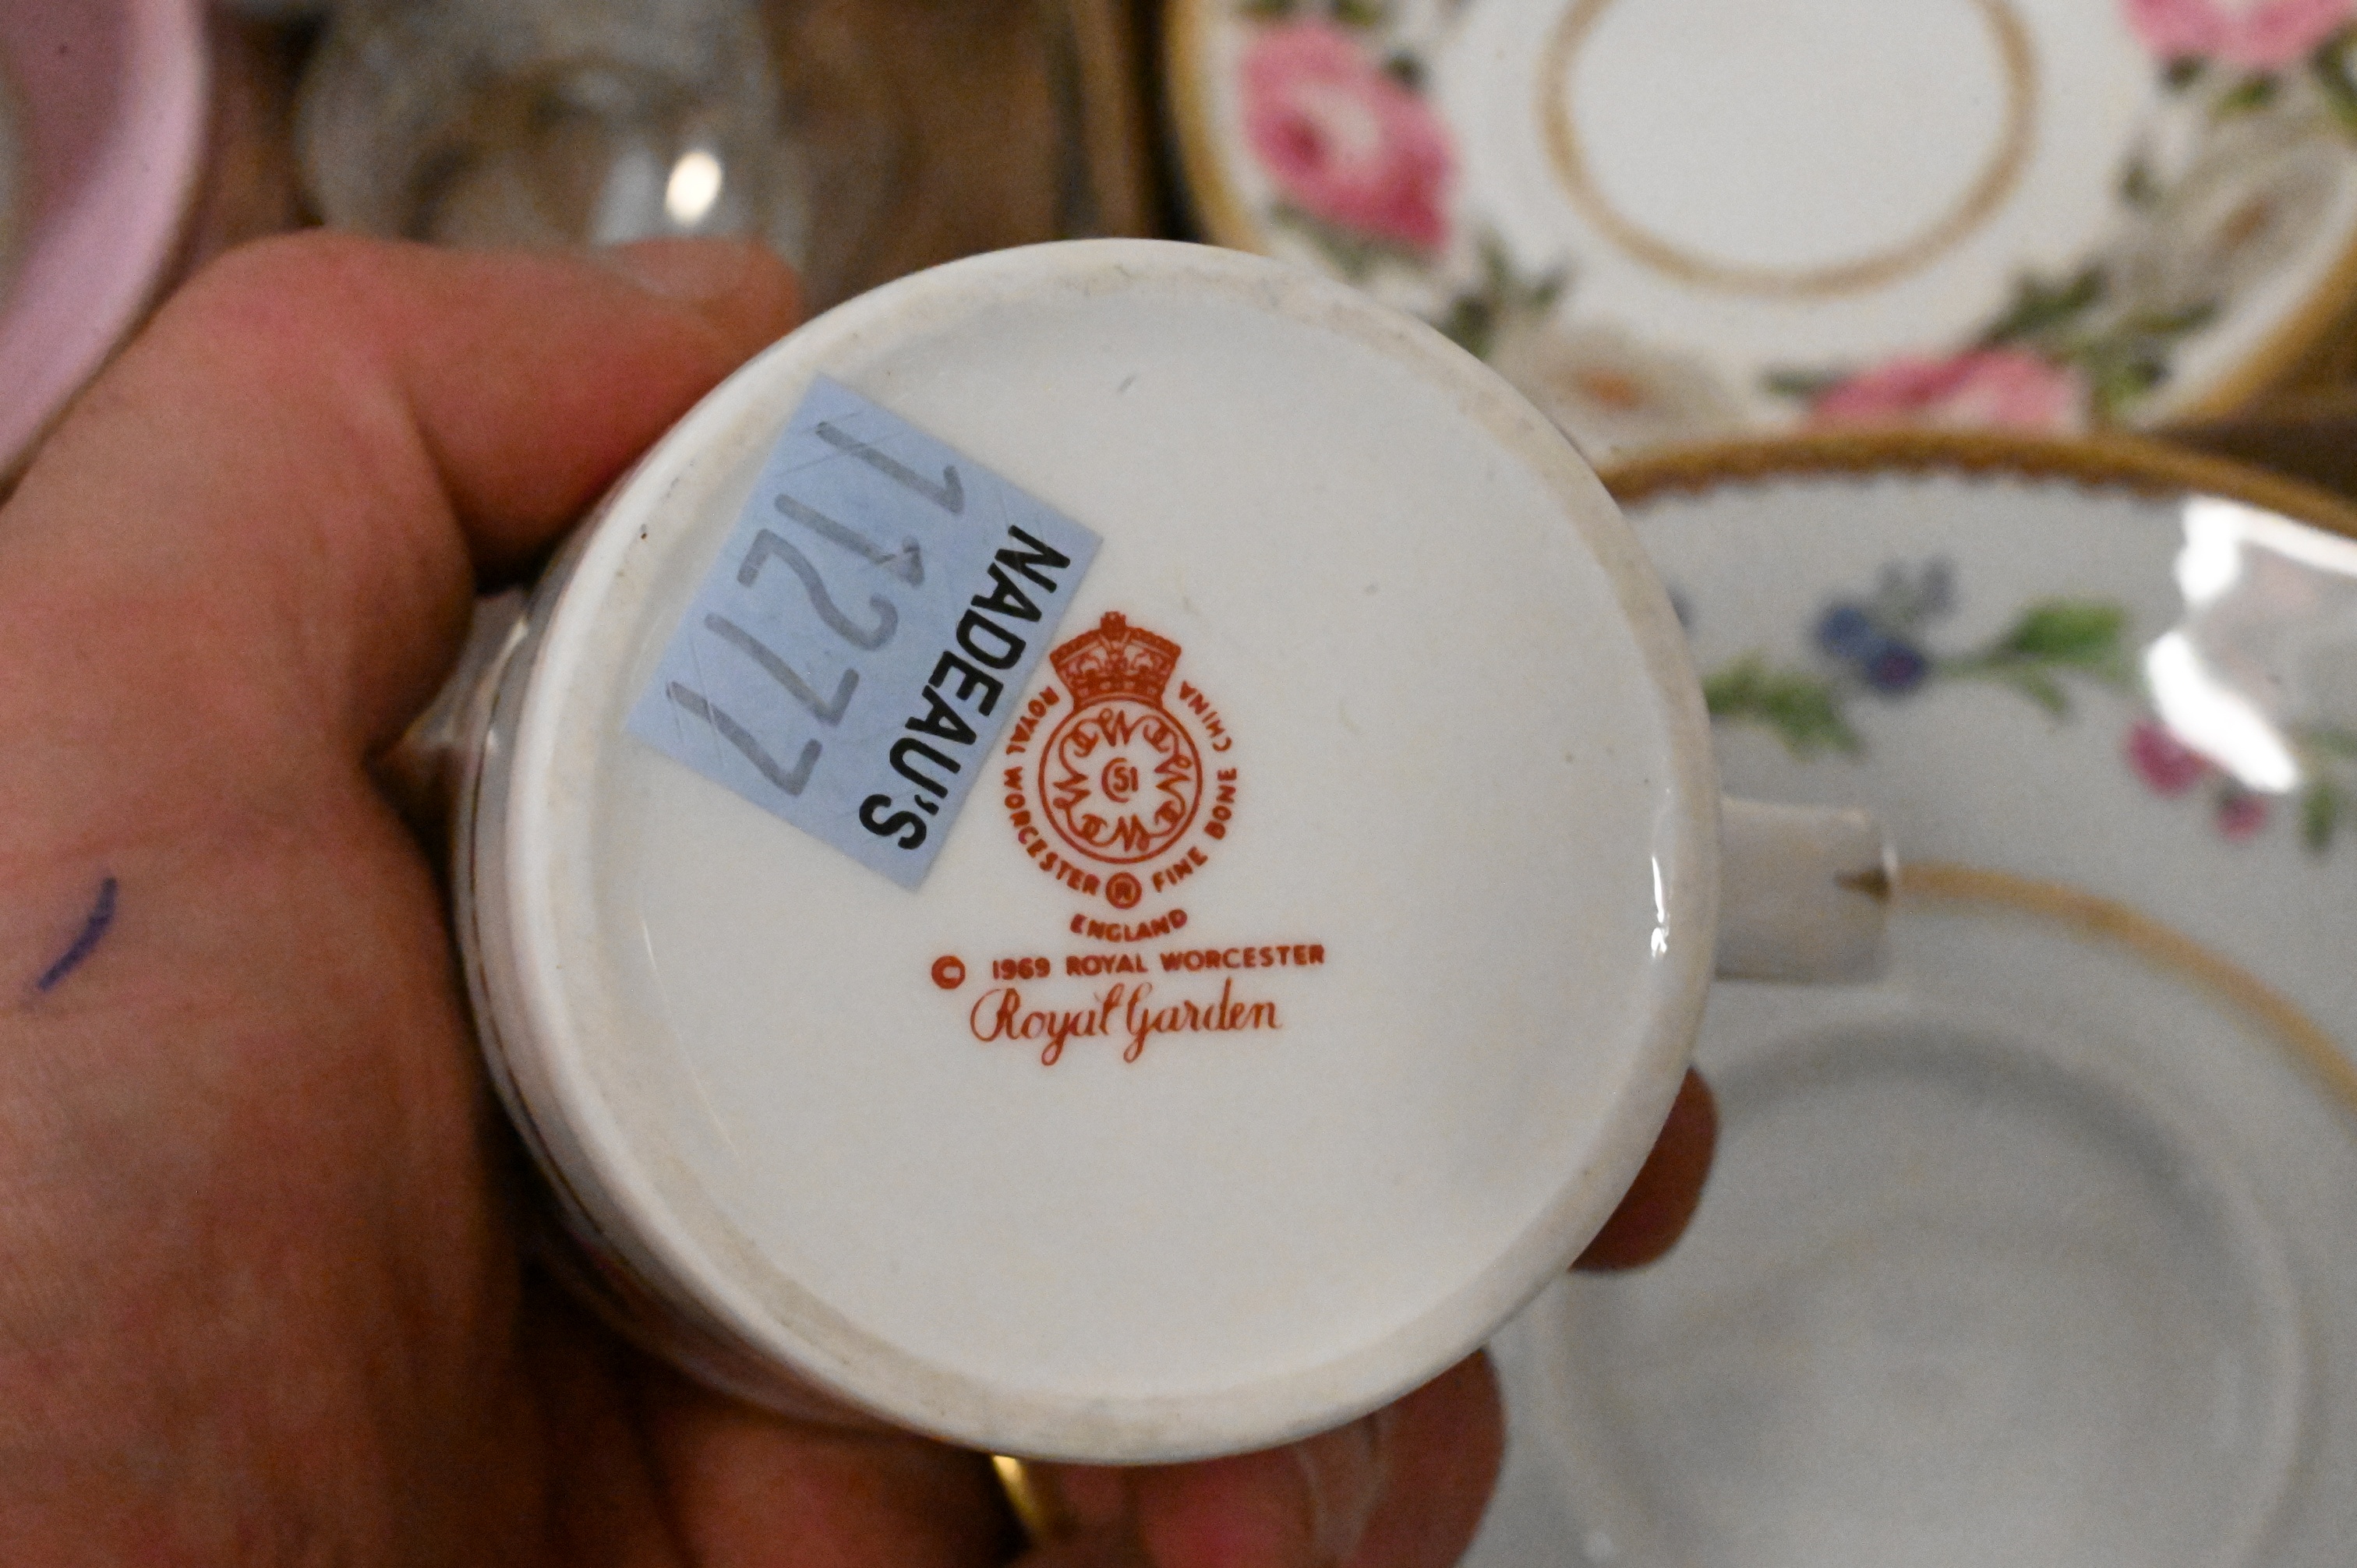 11277
NADEAU'S
51
ROYAL WORCESTER ® FINE BONE CHINA
ENGLAND
© 1969 ROYAL WORCESTER
Royal Garden